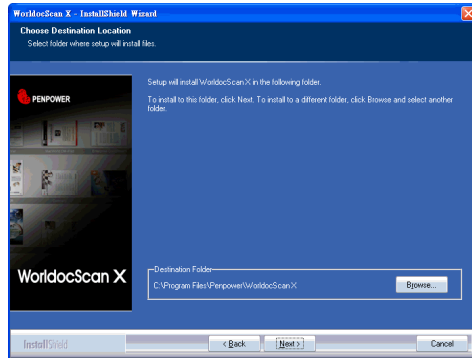 WorldocScan X - InstallShield Wizard
Choose Destination Location
Select folder where setup will install files.
Setup will install WorldocScan X in the following folder.
To install to this folder, click Next. To install to a different folder, click Browse and select another
folder.
PENPOWER
WorldocScan X
Destination Folder
C:\Program Files\Penpower\WorldocScan X
Browse...
InstallShield
< Back
Next >
Cancel